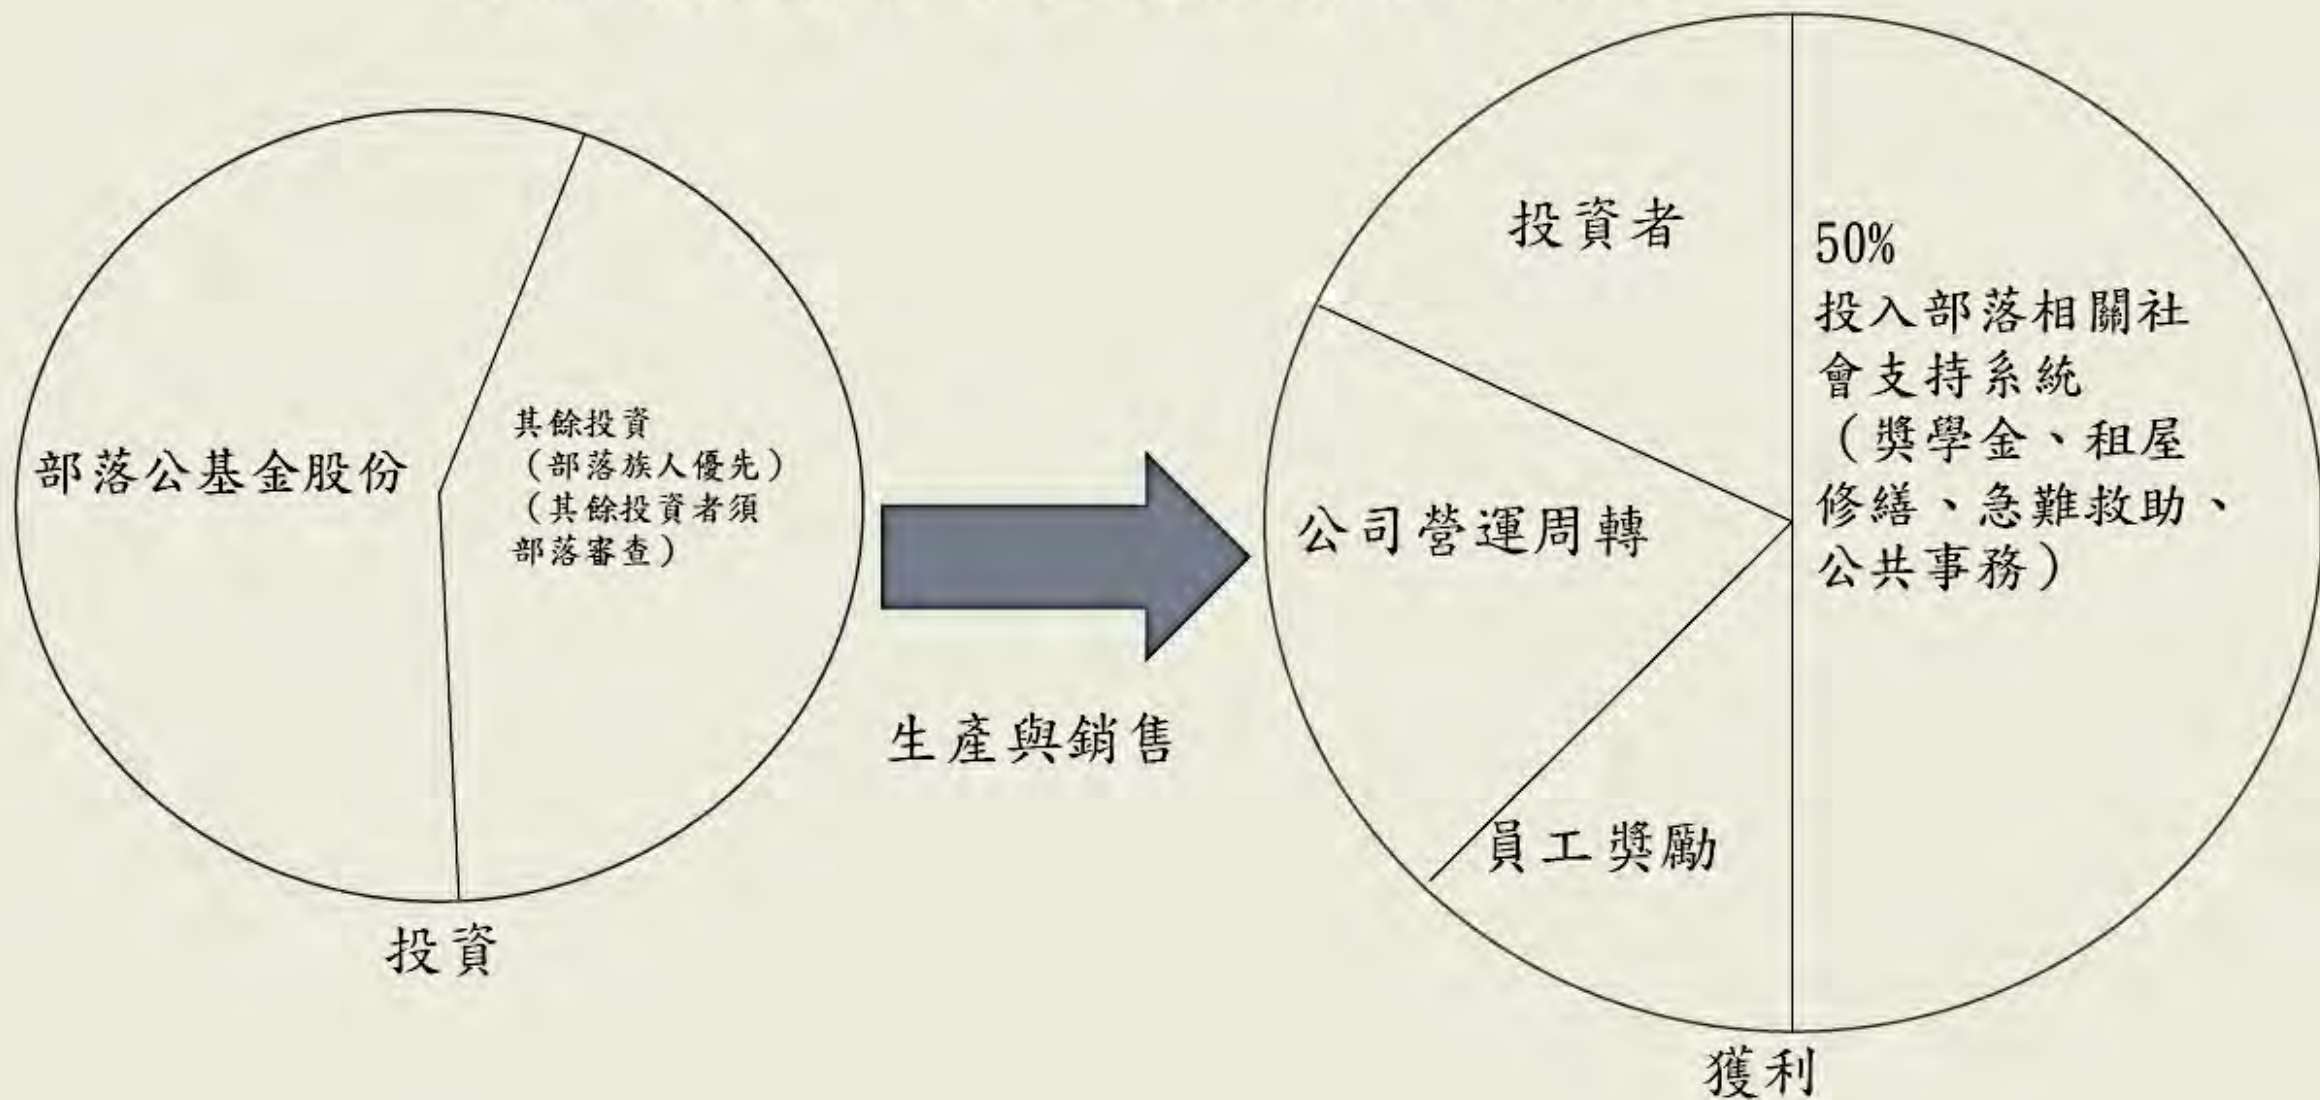 部落公基金股份
其餘投資
（部落族人優先）
（其餘投資者須
部落審查）
投資
生產與銷售
投資者
公司營運周轉
員工獎勵
50%
投入部落相關社
會支持系統
（獎學金、租屋
修繕、急難救助、
公共事務）
獲利